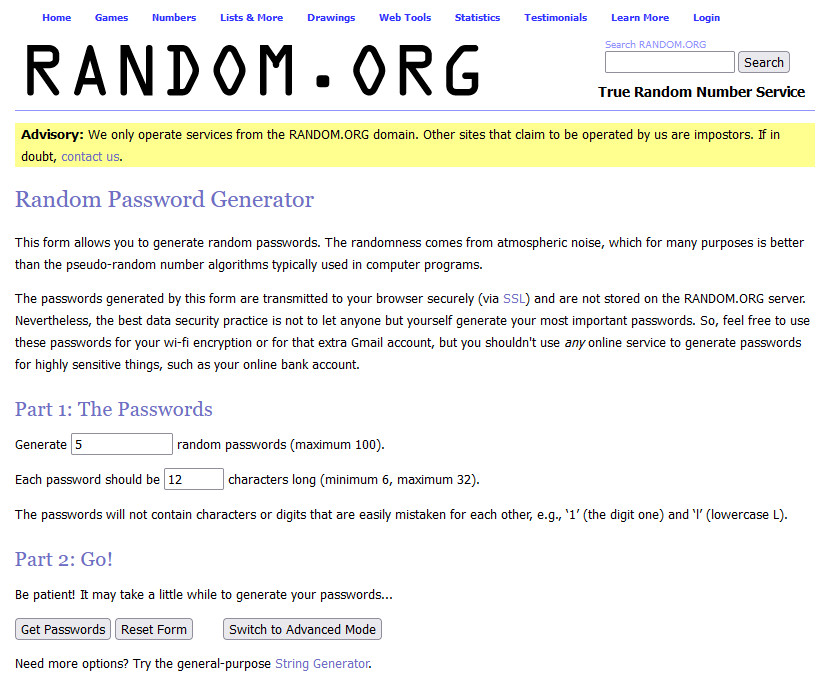 Home Games Numbers Lists & More Drawings Web Tools Statistics Testimonials Learn More Login
RANDOM.ORG
Search RANDOM.ORG
Search
True Random Number Service
Advisory: We only operate services from the RANDOM.ORG domain. Other sites that claim to be operated by us are impostors. If in
doubt, contact us.
Random Password Generator
This form allows you to generate random passwords. The randomness comes from atmospheric noise, which for many purposes is better
than the pseudo-random number algorithms typically used in computer programs.
The passwords generated by this form are transmitted to your browser securely (via SSL) and are not stored on the RANDOM.ORG server.
Nevertheless, the best data security practice is not to let anyone but yourself generate your most important passwords. So, feel free to use
these passwords for your wi-fi encryption or for that extra Gmail account, but you shouldn't use any online service to generate passwords
for highly sensitive things, such as your online bank account.
Part 1: The Passwords
Generate 5 random passwords (maximum 100).
Each password should be 12 characters long (minimum 6, maximum 32).
The passwords will not contain characters or digits that are easily mistaken for each other, e.g., ‘1’ (the digit one) and ‘l’ (lowercase L).
Part 2: Go!
Be patient! It may take a little while to generate your passwords...
Get Passwords Reset Form Switch to Advanced Mode
Need more options? Try the general-purpose String Generator.